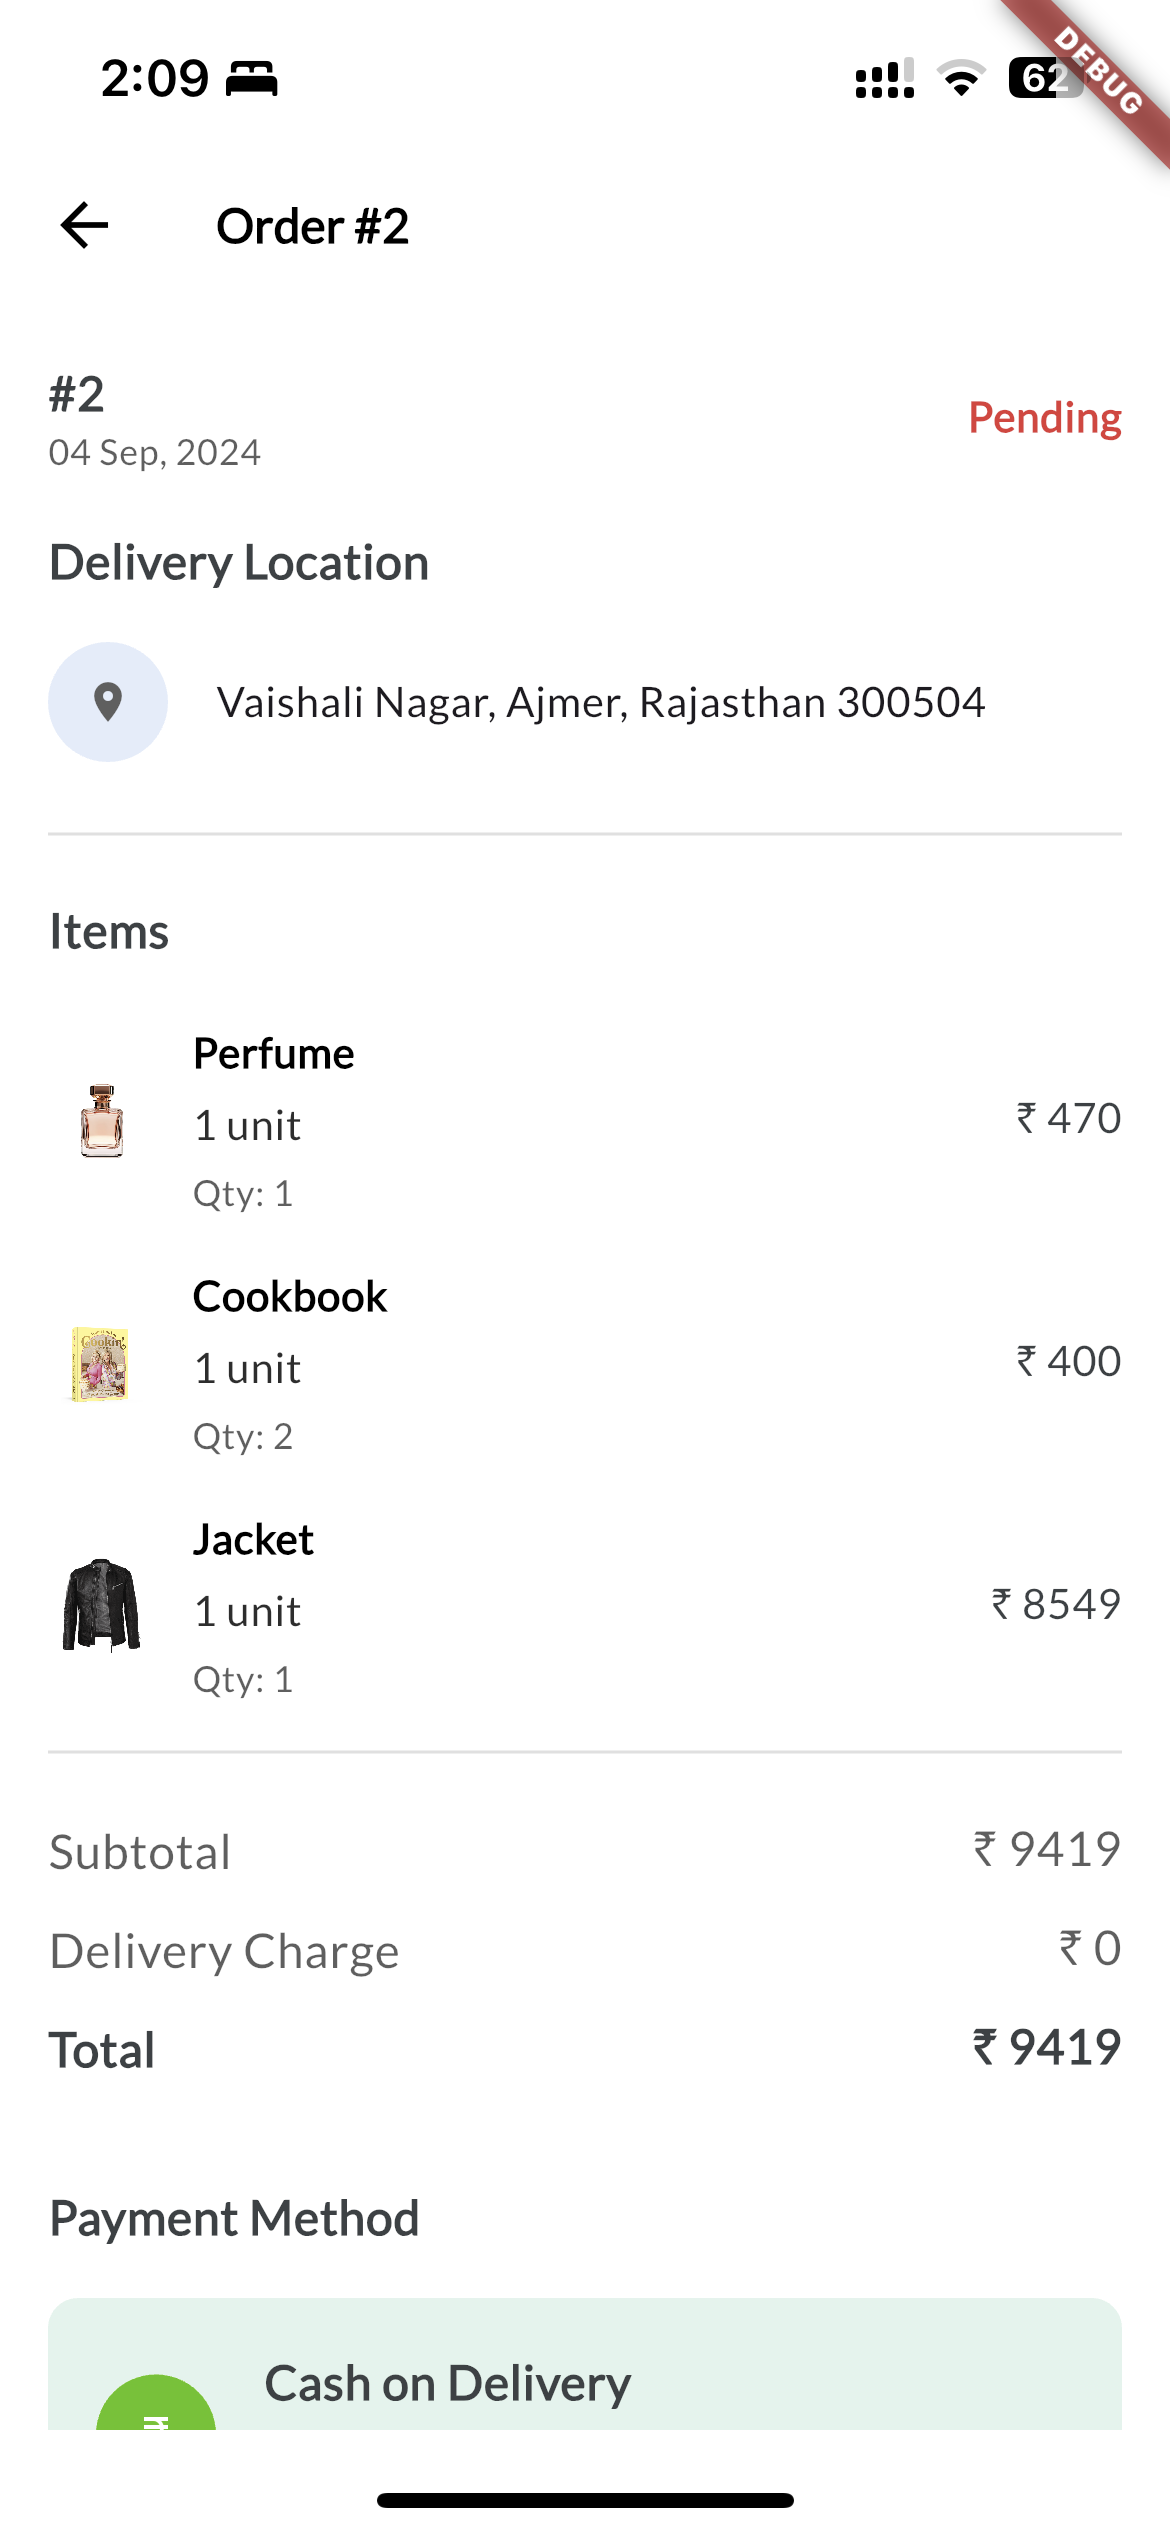 2:09
62
DEBUG
Order #2
#2
04 Sep, 2024
Pending
Delivery Location
Vaishali Nagar, Ajmer, Rajasthan 300504
Items
Perfume
1 unit
Qty: 1
₹ 470
Cookin'
Cookbook
1 unit
Qty: 2
₹ 400
Jacket
1 unit
Qty: 1
₹ 8549
Subtotal ₹ 9419
Delivery Charge ₹ 0
Total ₹ 9419
Payment Method
Cash on Delivery